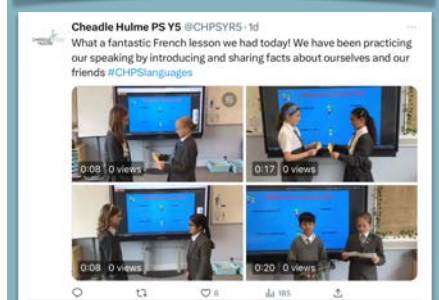 Cheadle Hulme PS Y5 @CHPSYR5 · 1d
What a fantastic French lesson we had today! We have been practicing
our speaking by introducing and sharing facts about ourselves and our
friends #CHPSlanguages
0:08 0 views
0:17 0 views
0:08 0 views
0:20 0 views
6
185